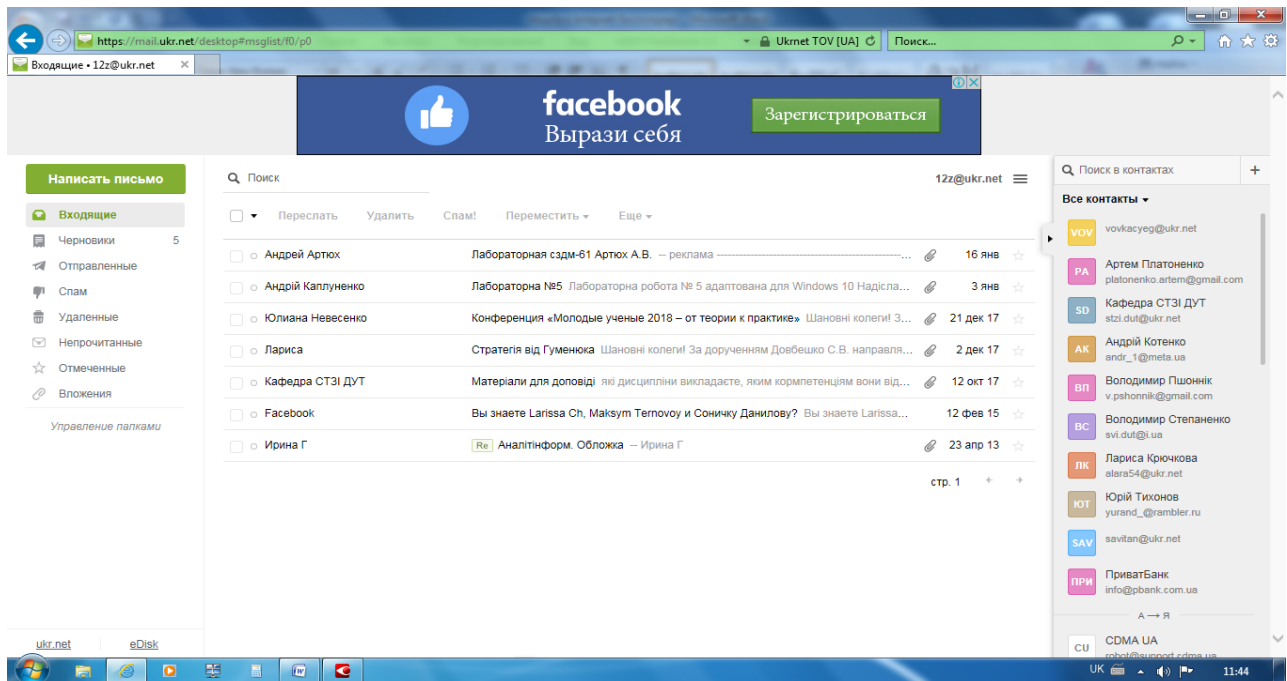 https://mail.ukr.net/desktop#msglist/f0/p0
Ukrnet TOV [UA]
Поиск...
Входящие • 12z@ukr.net
facebook
Вырази себя
Зарегистрироваться
Написать письмо
Входящие
Черновики 5
Отправленные
Спам
Удаленные
Непрочитанные
Отмеченные
Вложения
Управление папками
ukr.net
eDisk
Поиск
12z@ukr.net
Переслать Удалить Спам! Переместить Еще
Андрей Артюх Лабораторная сздм-61 Артюх А.В. – реклама ---... 16 янв
Андрій Каплуненко Лабораторна №5 Лабораторна робота № 5 адаптована для Windows 10 Надісла... 3 янв
Юлиана Невесенко Конференция «Молодые ученые 2018 – от теории к практике» Шановні колеги! З... 21 дек 17
Лариса Стратегія від Гуменюка Шановні колеги! За дорученням Довбешко С.В. направля... 2 дек 17
Кафедра СТЗІ ДУТ Матеріали для доповіді які дисципліни викладаєте, яким кормпетенціям вони від... 12 окт 17
Facebook Вы знаете Larissa Ch, Maksym Ternovoy и Соничку Данилову? Вы знаете Larissa... 12 фев 15
Ирина Г Re Аналітінформ. Обложка – Ирина Г 23 апр 13
стр. 1
Поиск в контактах +
Все контакты
VOV vovkacyeg@ukr.net
PA Артем Платоненко
platonenko.artem@gmail.com
SD Кафедра СТЗІ ДУТ
stzi.dut@ukr.net
АК Андрій Котенко
andr_1@meta.ua
ВП Володимир Пшоннік
v.pshonnik@gmail.com
ВС Володимир Степаненко
svi.dut@i.ua
ЛК Лариса Крючкова
alara54@ukr.net
ЮТ Юрій Тихонов
yurand_@rambler.ru
SAV savitan@ukr.net
ПРИ ПриватБанк
info@pbank.com.ua
А → Я
CU CDMA UA
robot@support.cdma.ua
UK
11:44